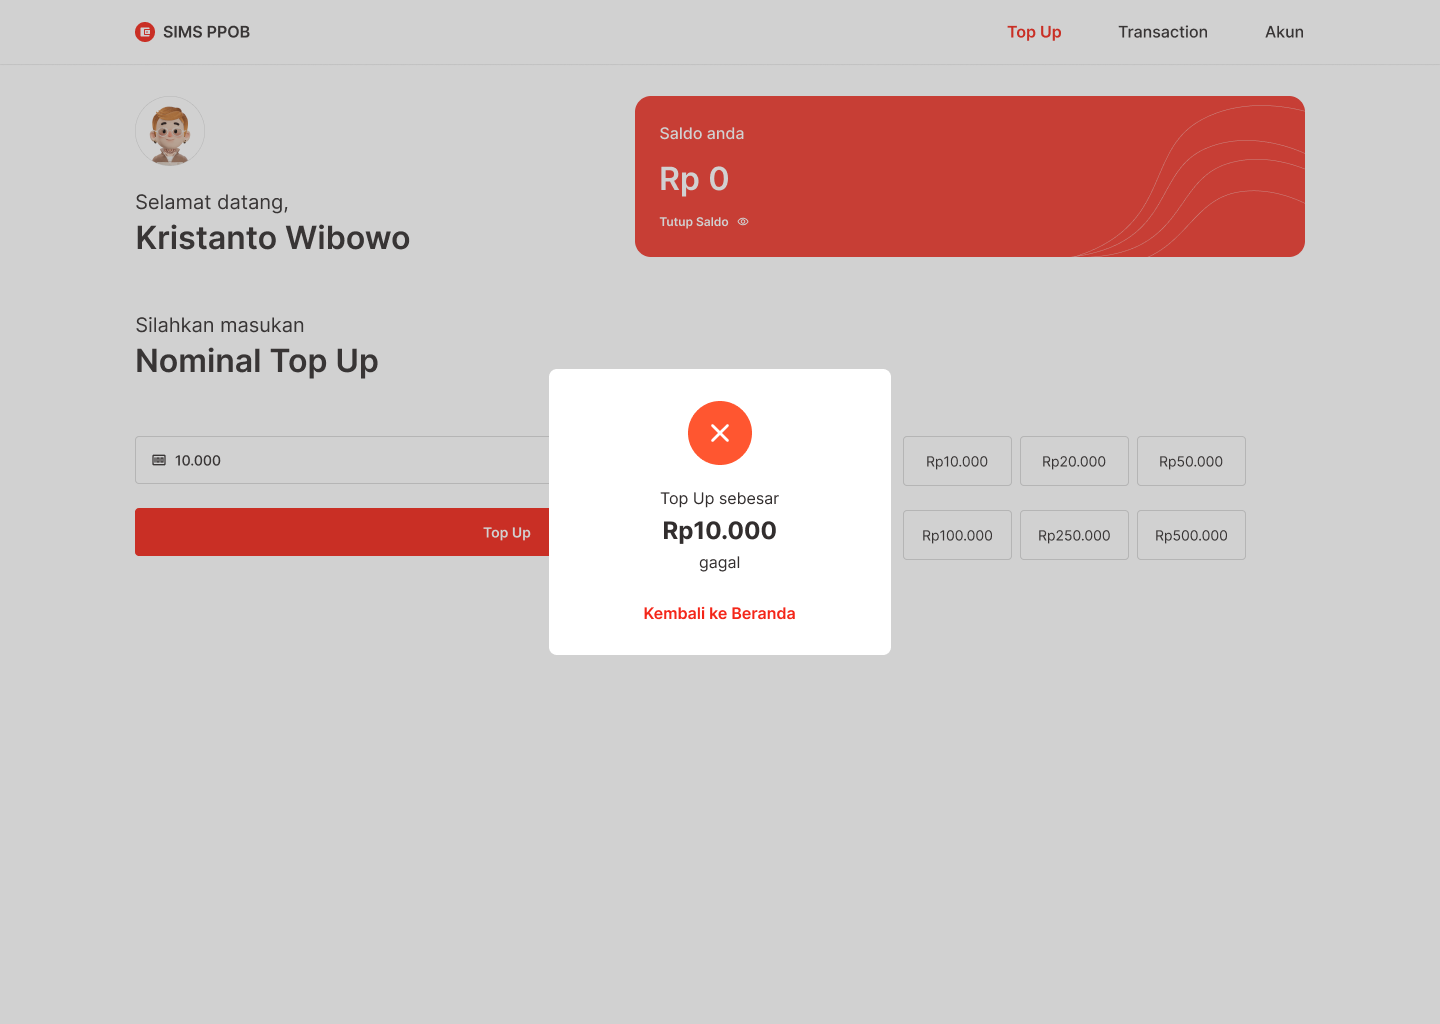 SIMS PPOB
Top Up
Transaction
Akun
Selamat datang,
Kristanto Wibowo
Saldo anda
Rp 0
Tutup Saldo
Silahkan masukan
Nominal Top Up
10.000
Top Up
Rp10.000
Rp20.000
Rp50.000
Rp100.000
Rp250.000
Rp500.000
Top Up sebesar
Rp10.000
gagal
Kembali ke Beranda